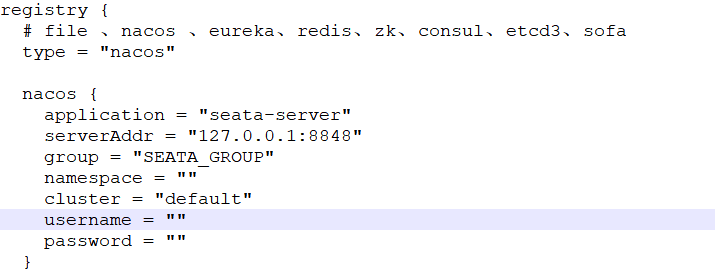 registry {
  # file 、nacos 、eureka、redis、zk、consul、etcd3、sofa
  type = "nacos"

  nacos {
    application = "seata-server"
    serverAddr = "127.0.0.1:8848"
    group = "SEATA_GROUP"
    namespace = ""
    cluster = "default"
    username = ""
    password = ""
  }